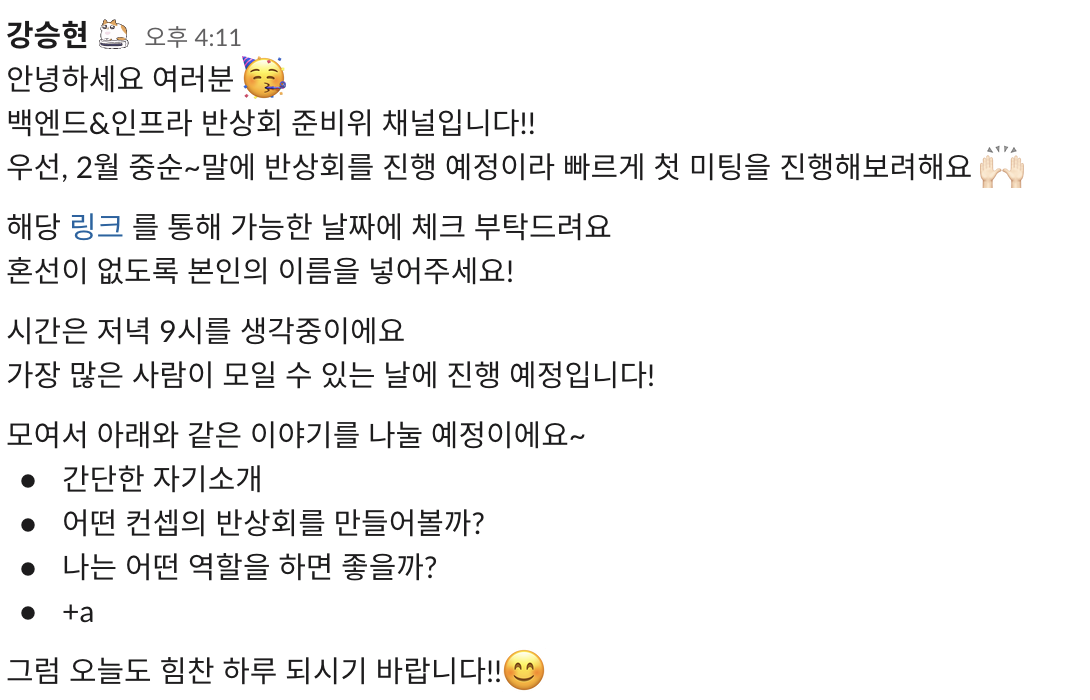 강승현 오후 4:11
안녕하세요 여러분
백엔드&인프라 반상회 준비위 채널입니다!!
우선, 2월 중순~말에 반상회를 진행 예정이라 빠르게 첫 미팅을 진행해보려해요
해당 링크 를 통해 가능한 날짜에 체크 부탁드려요
혼선이 없도록 본인의 이름을 넣어주세요!
시간은 저녁 9시를 생각중이에요
가장 많은 사람이 모일 수 있는 날에 진행 예정입니다!
모여서 아래와 같은 이야기를 나눌 예정이에요~
● 간단한 자기소개
● 어떤 컨셉의 반상회를 만들어볼까?
● 나는 어떤 역할을 하면 좋을까?
● +a
그럼 오늘도 힘찬 하루 되시기 바랍니다!!